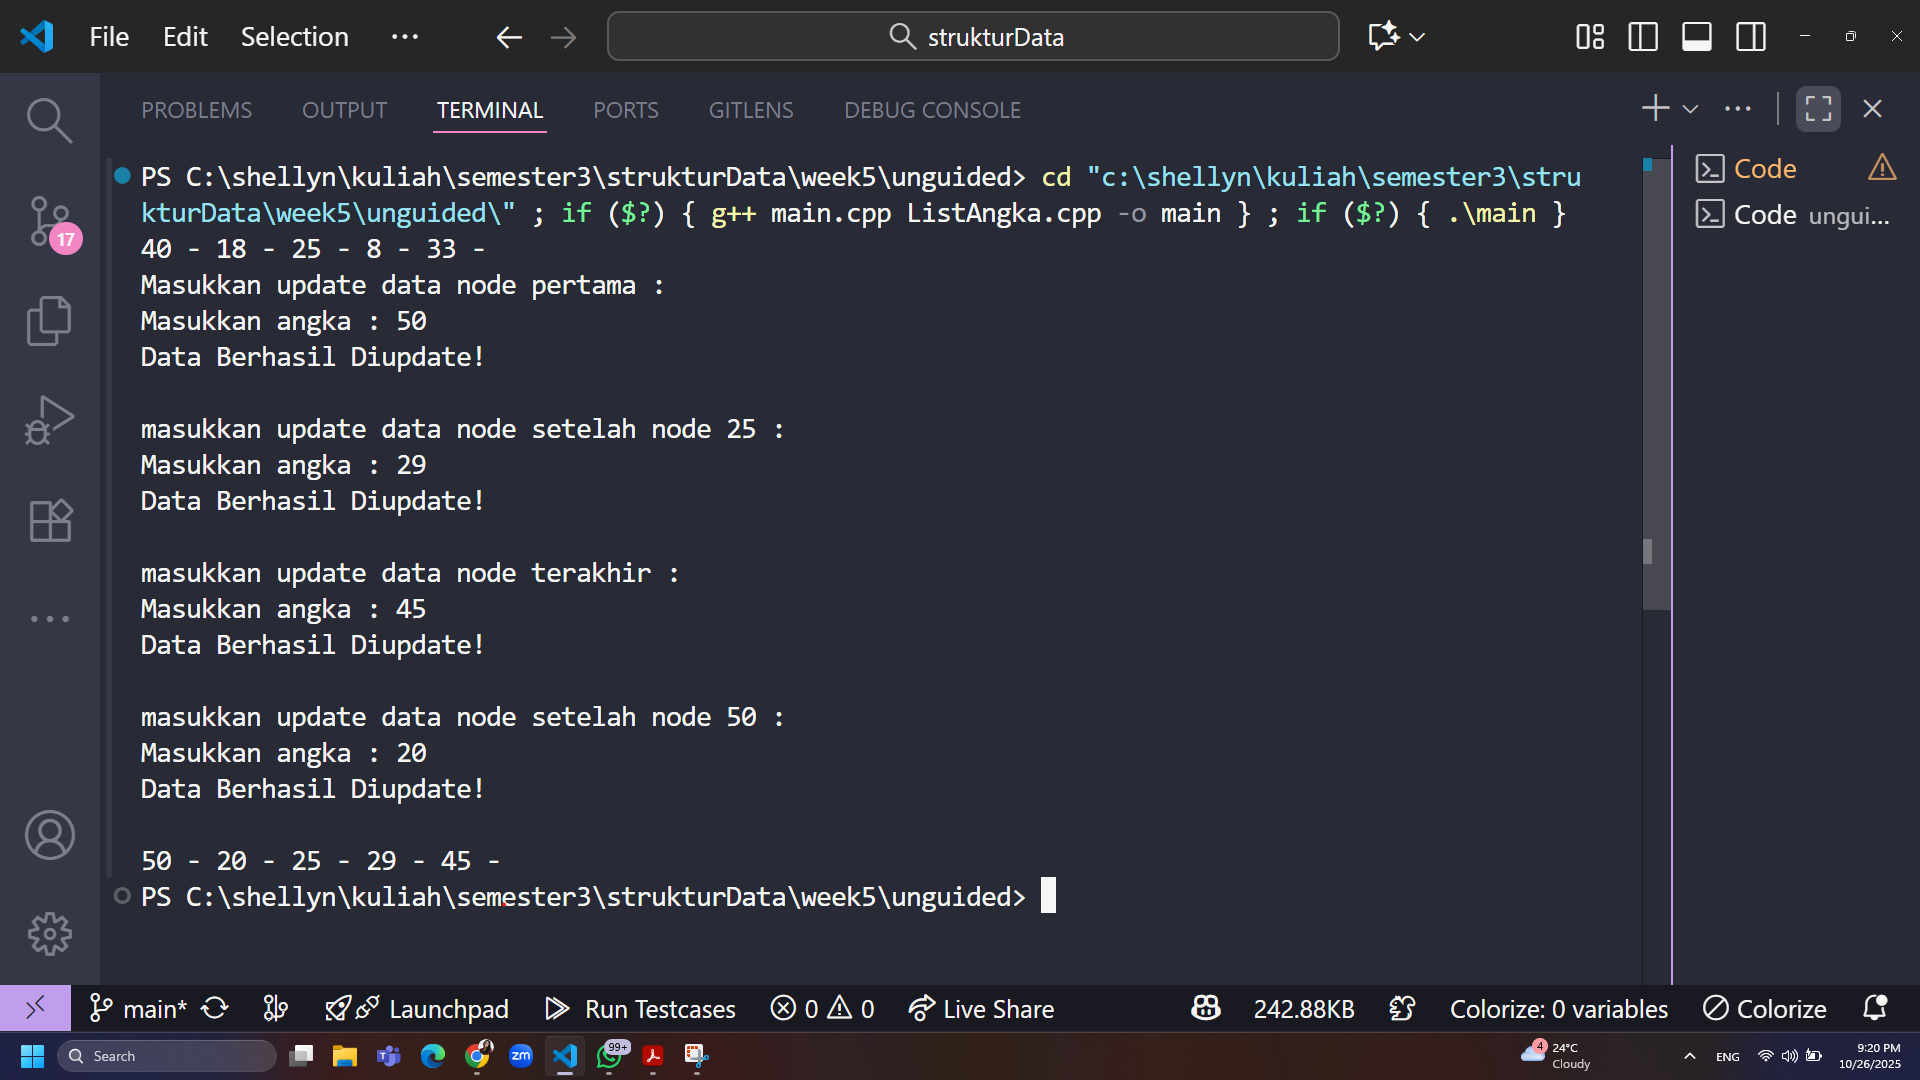 File Edit Selection ··· strukturData
PROBLEMS OUTPUT TERMINAL PORTS GITLENS DEBUG CONSOLE
PS C:\shellyn\kuliah\semester3\strukturData\week5\unguided> cd "c:\shellyn\kuliah\semester3\stru
kturData\week5\unguided\" ; if ($?) { g++ main.cpp ListAngka.cpp -o main } ; if ($?) { .\main }
40 - 18 - 25 - 8 - 33 -
Masukkan update data node pertama :
Masukkan angka : 50
Data Berhasil Diupdate!
masukkan update data node setelah node 25 :
Masukkan angka : 29
Data Berhasil Diupdate!
masukkan update data node terakhir :
Masukkan angka : 45
Data Berhasil Diupdate!
masukkan update data node setelah node 50 :
Masukkan angka : 20
Data Berhasil Diupdate!
50 - 20 - 25 - 29 - 45 -
PS C:\shellyn\kuliah\semester3\strukturData\week5\unguided>
Code
Code ungui...
17
main* Launchpad Run Testcases 0 0 Live Share 242.88KB Colorize: 0 variables Colorize
Search zm 99+ 4 24°C ENG 9:20 PM
Cloudy 10/26/2025